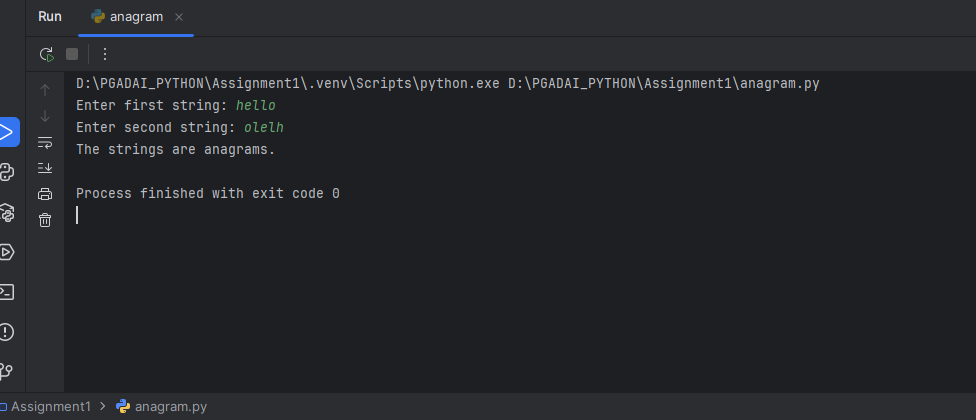 Run anagram
D:\PGADAI_PYTHON\Assignment1\.venv\Scripts\python.exe D:\PGADAI_PYTHON\Assignment1\anagram.py
Enter first string: hello
Enter second string: olelh
The strings are anagrams.
Process finished with exit code 0
Assignment1 > anagram.py